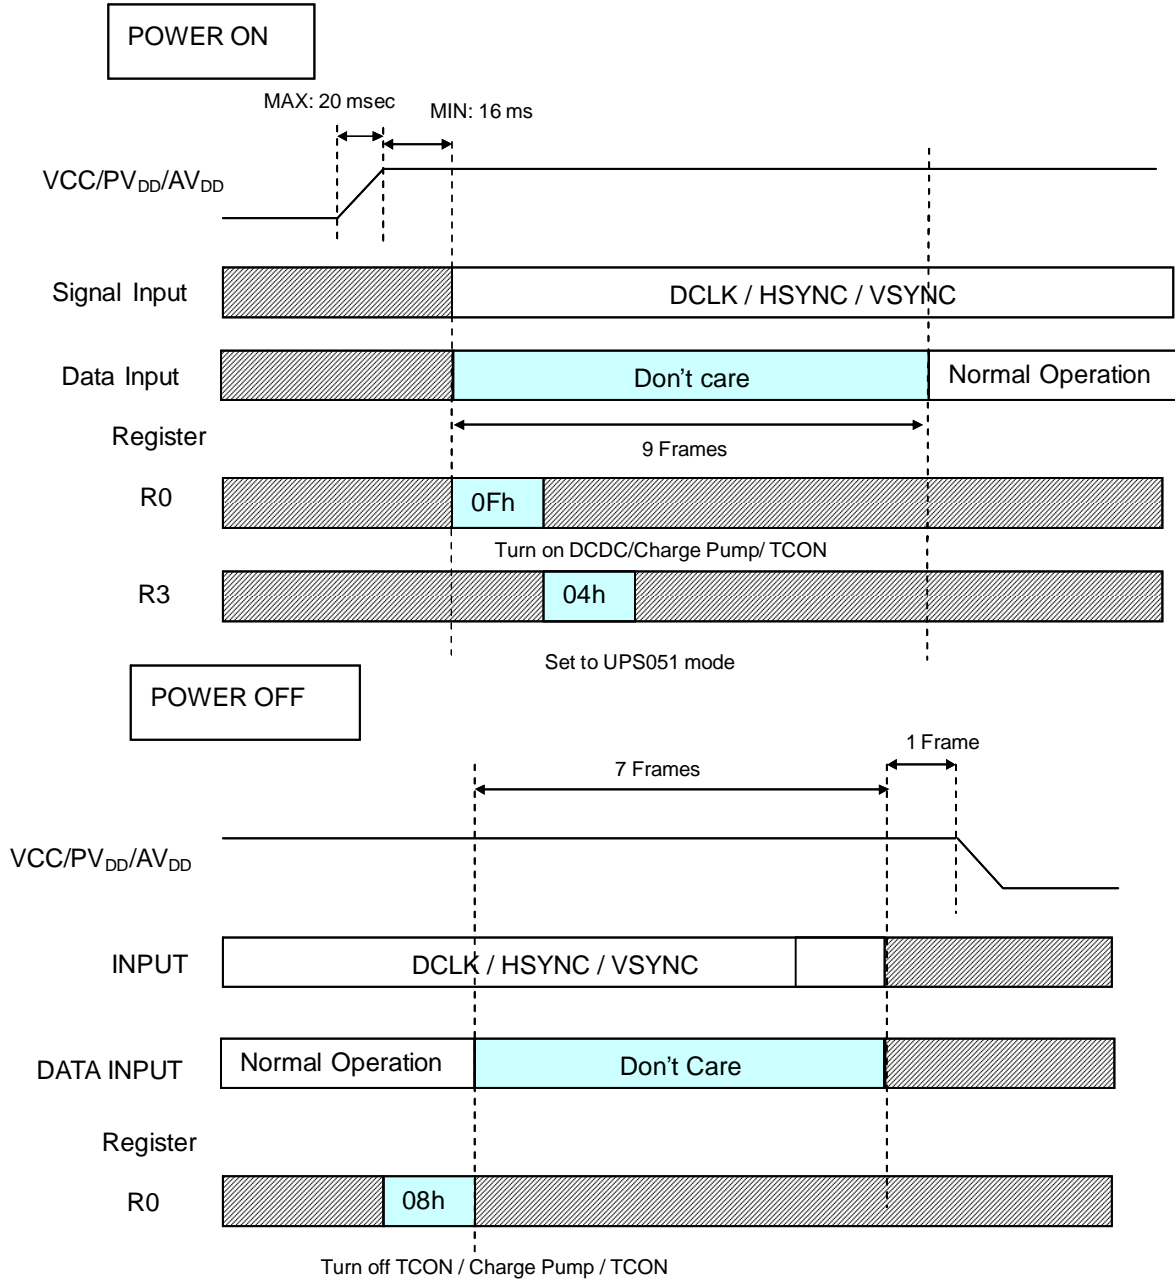 POWER ON
MAX: 20 msec
MIN: 16 ms
VCC/PVDD/AVDD
Signal Input
DCLK / HSYNC / VSYNC
Data Input
Don't care
Normal Operation
Register
9 Frames
R0
0Fh
Turn on DCDC/Charge Pump/ TCON
R3
04h
Set to UPS051 mode
POWER OFF
1 Frame
7 Frames
VCC/PVDD/AVDD
INPUT
DCLK / HSYNC / VSYNC
DATA INPUT
Normal Operation
Don't Care
Register
R0
08h
Turn off TCON / Charge Pump / TCON